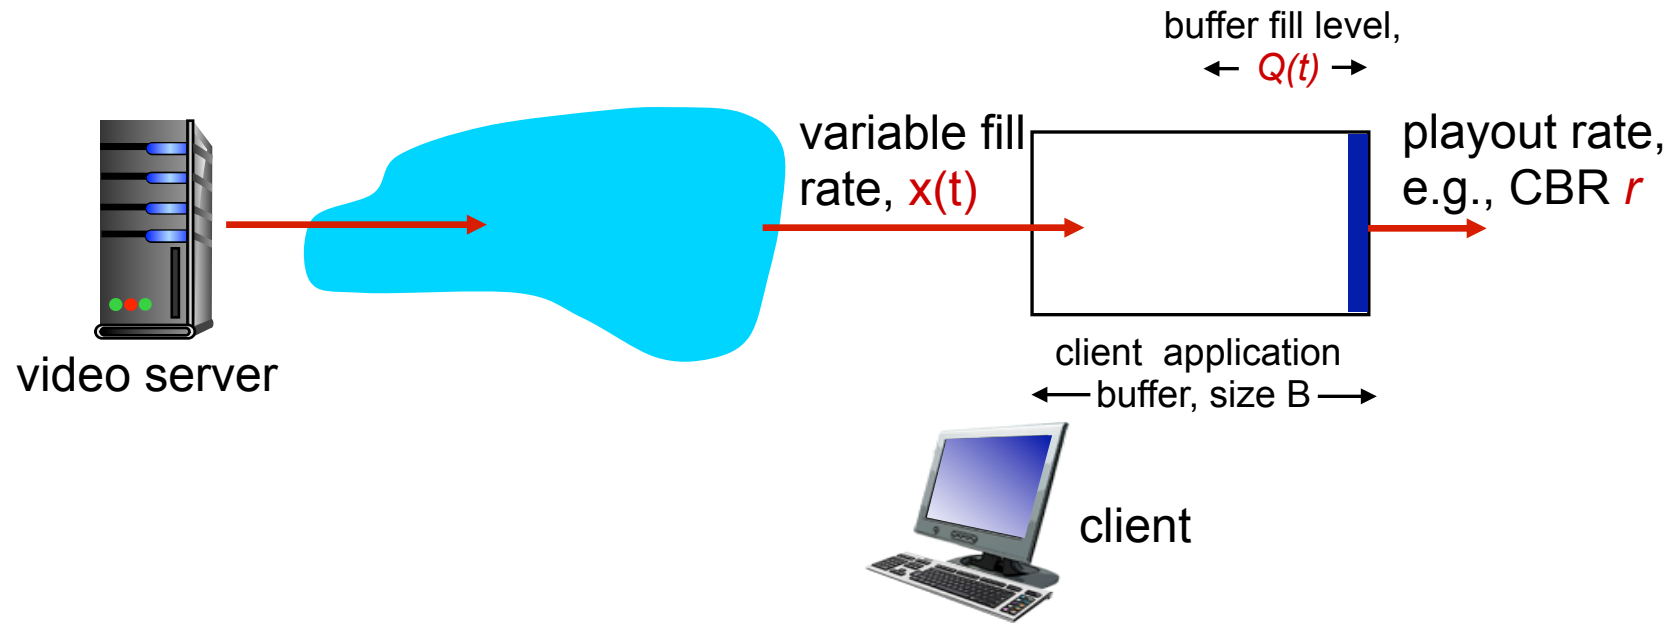 buffer fill level,
Q(t)
variable fill
rate, x(t)
playout rate,
e.g., CBR r
video server
client application
buffer, size B
client